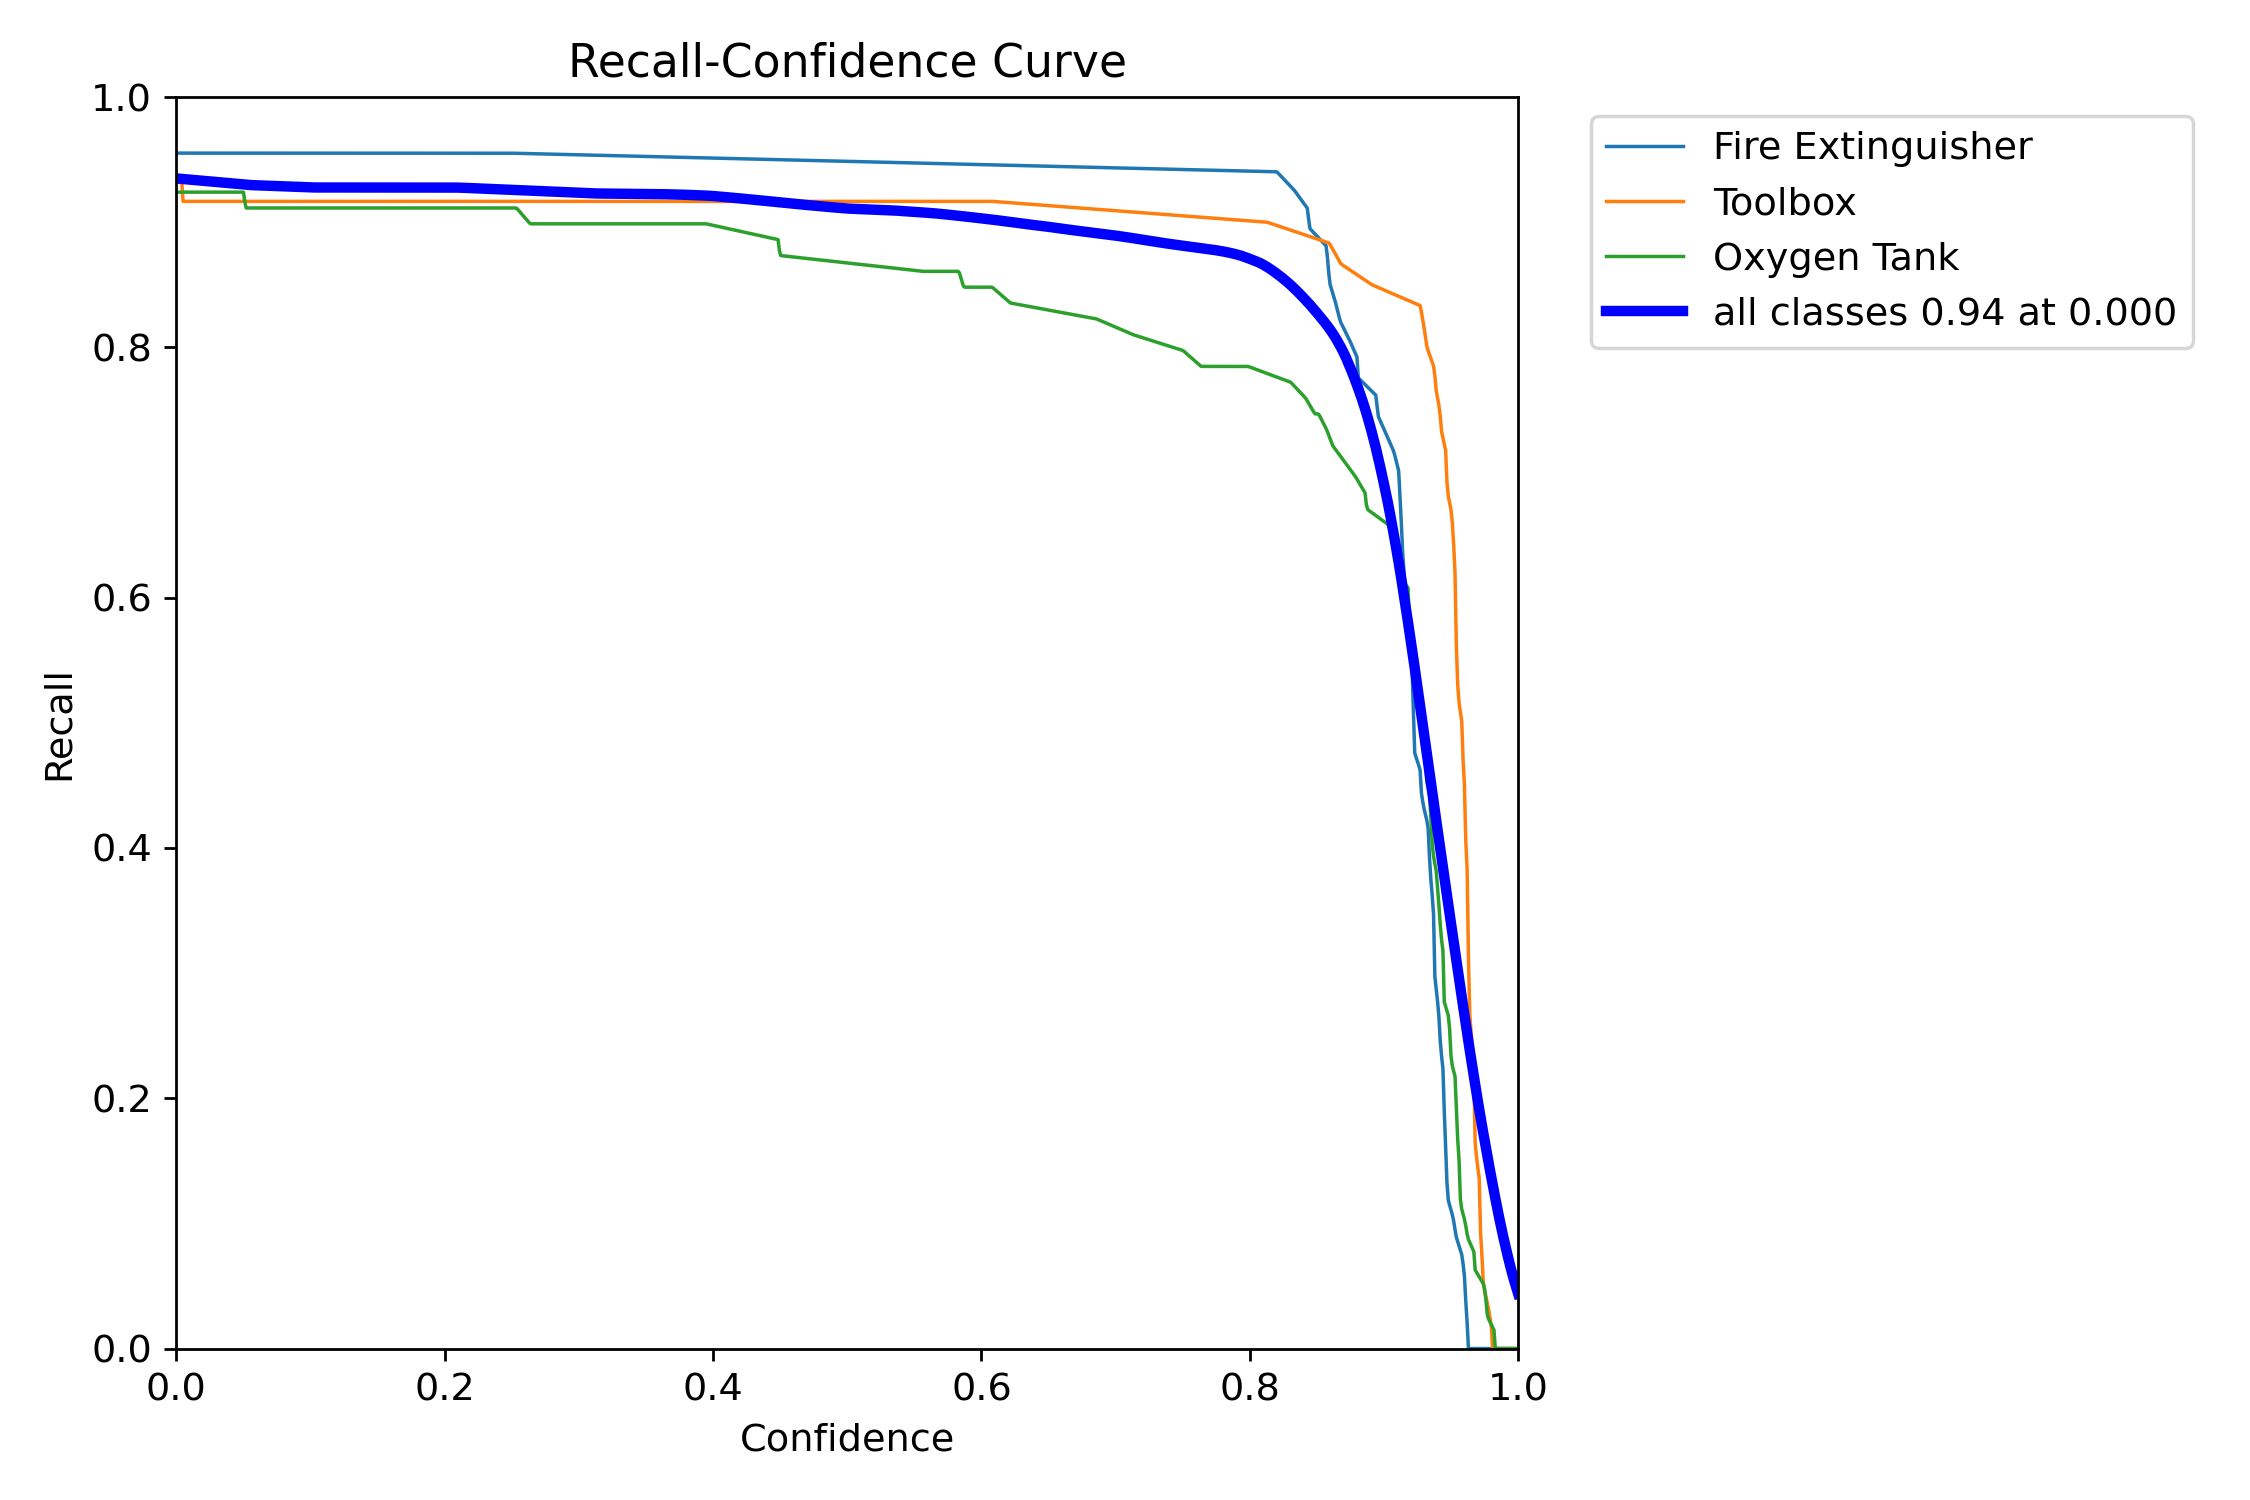 Recall-Confidence Curve
1.0
0.8
0.6
0.4
0.2
0.0
Recall
0.0 0.2 0.4 0.6 0.8 1.0
Confidence
Fire Extinguisher
Toolbox
Oxygen Tank
all classes 0.94 at 0.000